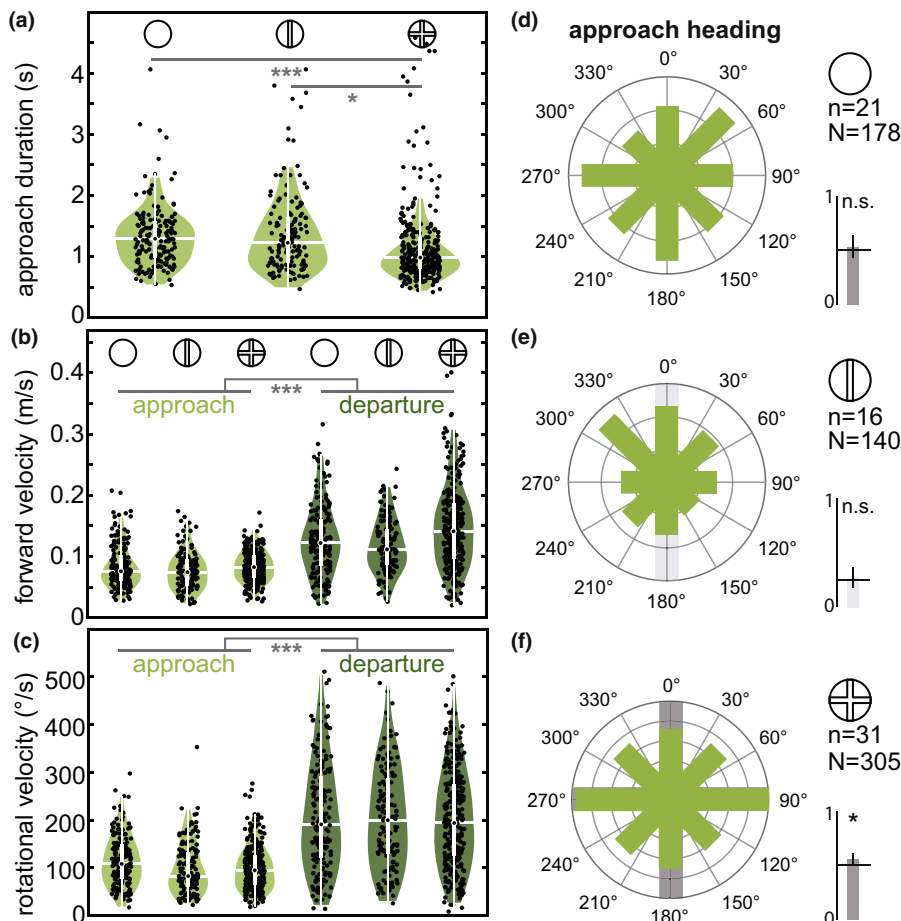 (a)
approach duration (s)
4
3
2
1
0
***
*
(b)
forward velocity (m/s)
0.4
0.3
0.2
0.1
0
***
approach departure
(c)
rotational velocity (°/s)
500
400
300
200
100
0
***
approach departure
(d) approach heading
0°
330° 30°
300° 60°
270° 90°
240° 120°
210° 150°
180°
n=21
N=178
1 n.s.
0
(e)
0°
330° 30°
300° 60°
270° 90°
240° 120°
210° 150°
180°
n=16
N=140
1 n.s.
0
(f)
0°
330° 30°
300° 60°
270° 90°
240° 120°
210° 150°
180°
n=31
N=305
1
*
0